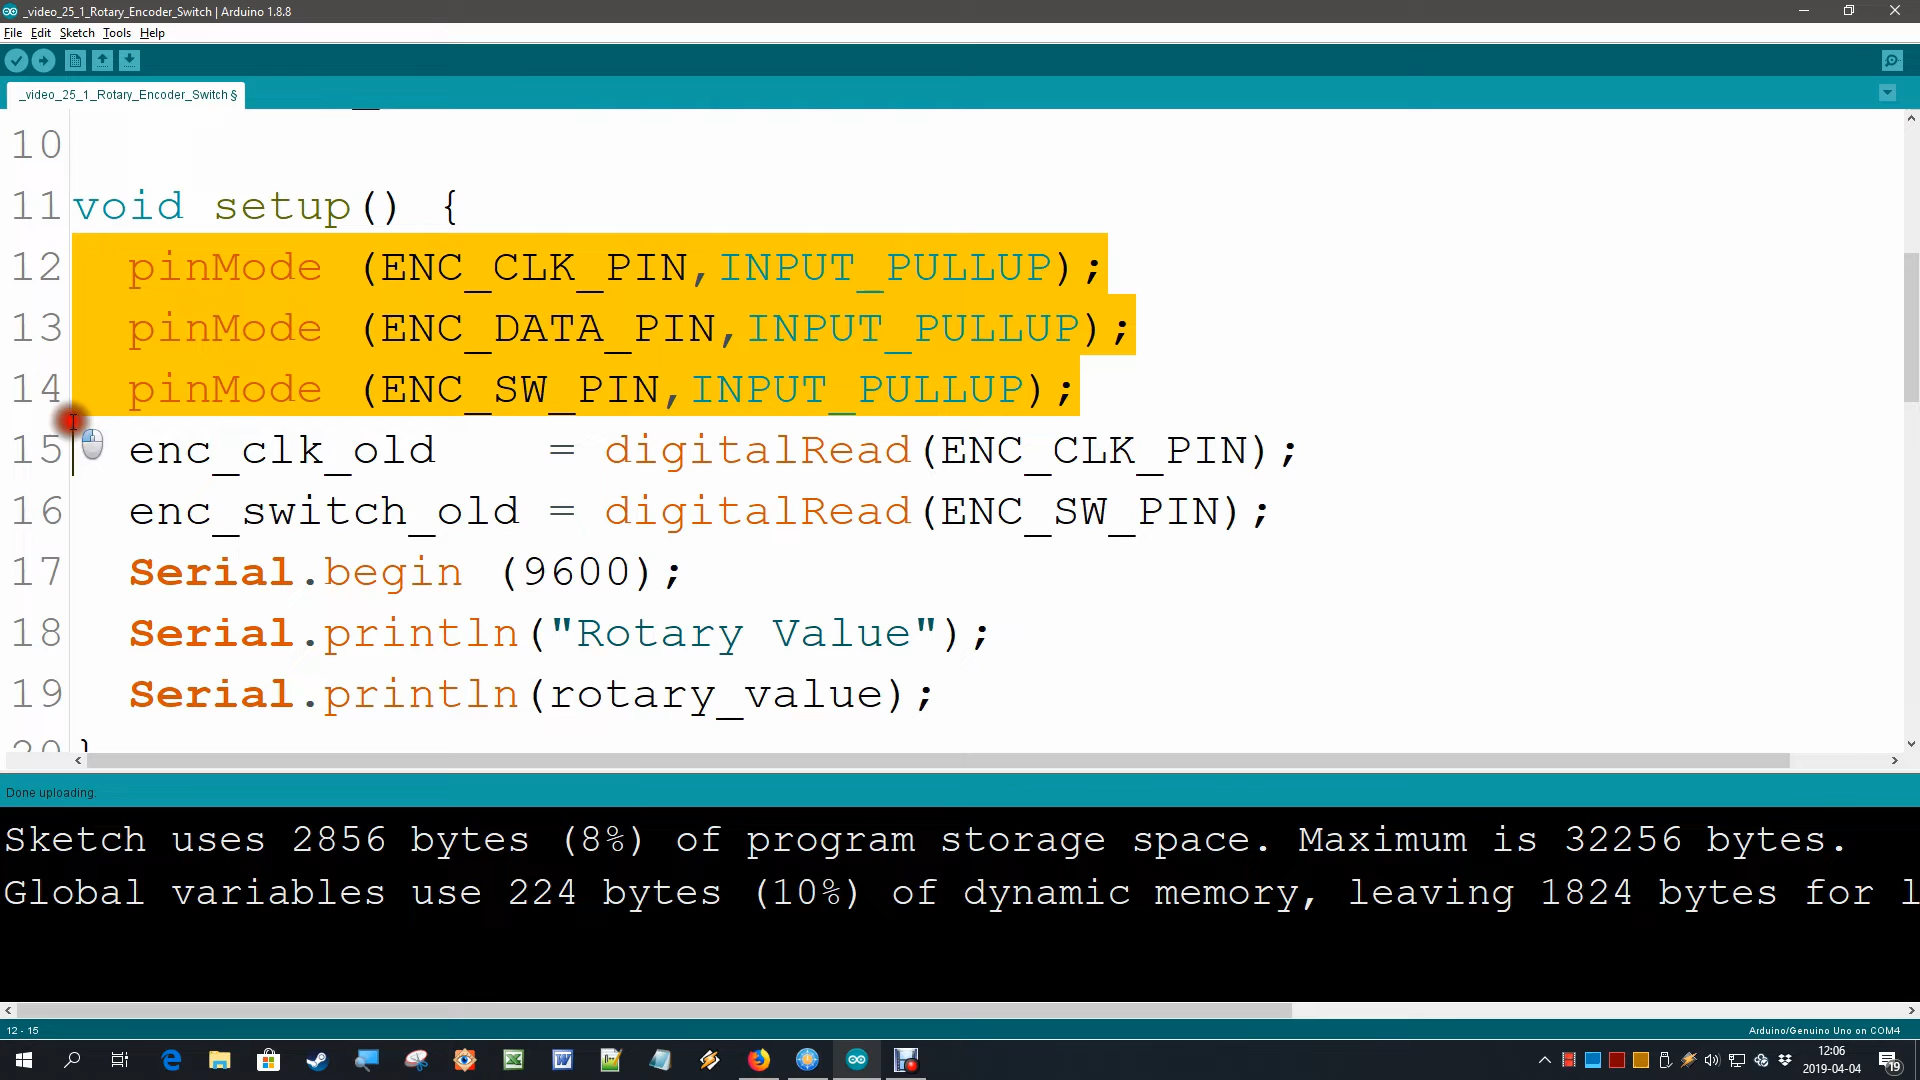 _video_25_1_Rotary_Encoder_Switch | Arduino 1.8.8
File Edit Sketch Tools Help
_video_25_1_Rotary_Encoder_Switch §
10
11 void setup() {
12   pinMode (ENC_CLK_PIN,INPUT_PULLUP);
13   pinMode (ENC_DATA_PIN,INPUT_PULLUP);
14   pinMode (ENC_SW_PIN,INPUT_PULLUP);
15   enc_clk_old    = digitalRead(ENC_CLK_PIN);
16   enc_switch_old = digitalRead(ENC_SW_PIN);
17   Serial.begin (9600);
18   Serial.println("Rotary Value");
19   Serial.println(rotary_value);
20 }
Done uploading.
Sketch uses 2856 bytes (8%) of program storage space. Maximum is 32256 bytes.
Global variables use 224 bytes (10%) of dynamic memory, leaving 1824 bytes for l
12 - 15
Arduino/Genuino Uno on COM4
12:06
2019-04-04
19